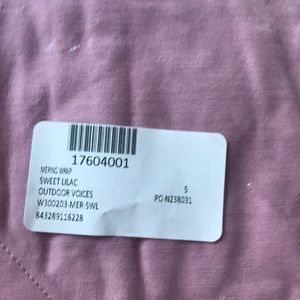 17604001
MERINO WRAP
SWEET LILAC S
OUTDOOR VOICES PO-N238031
W300203-MER SWL
843289116228